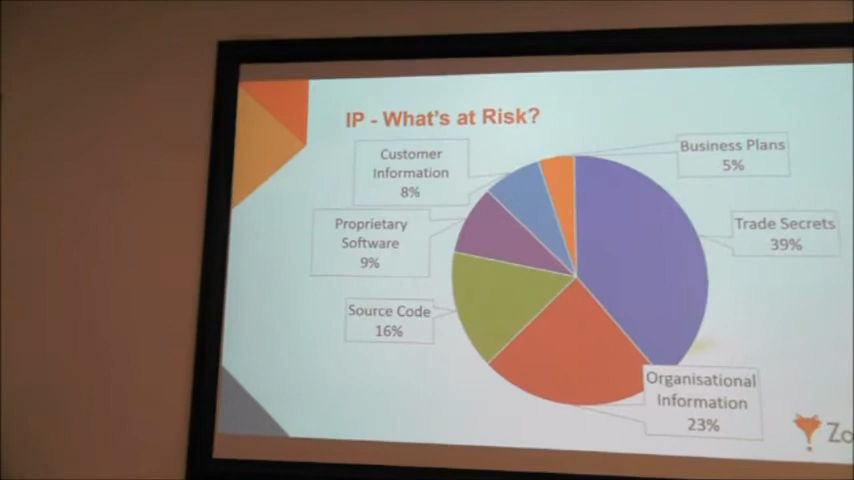 IP - What's at Risk?
Customer
Information
8%
Business Plans
5%
Proprietary
Software
9%
Trade Secrets
39%
Source Code
16%
Organisational
Information
23%
Zo